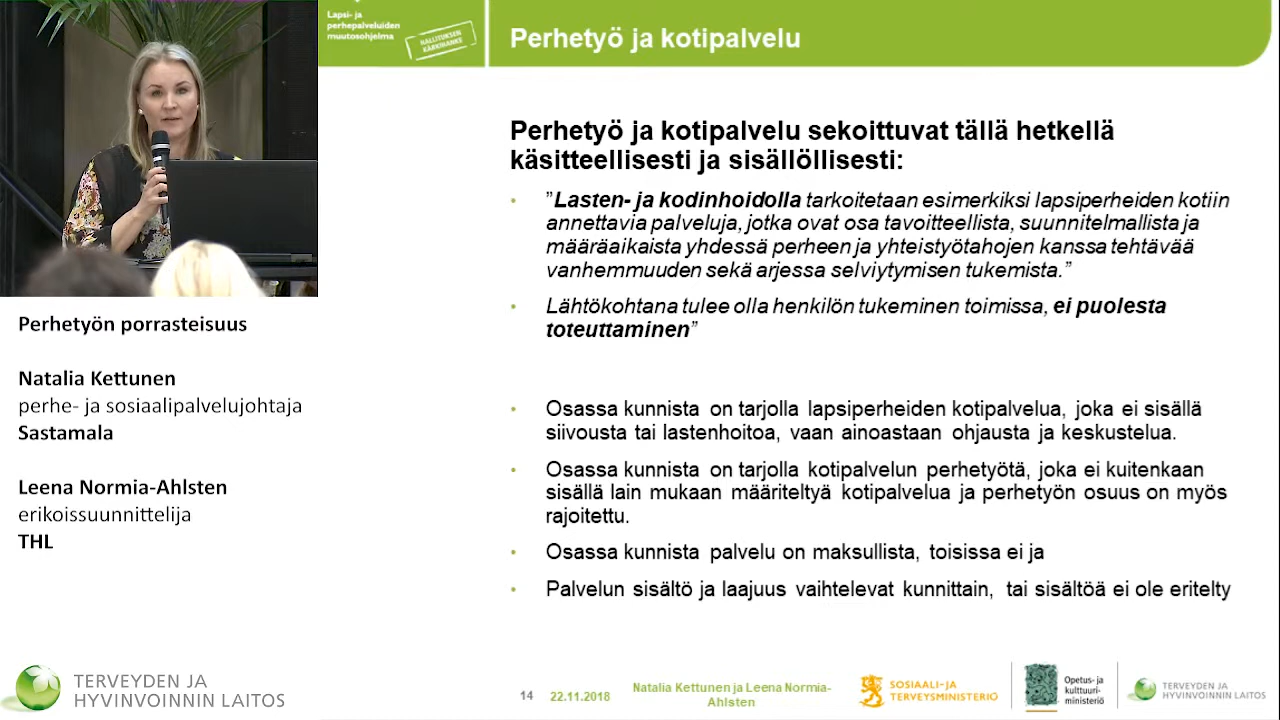 Lapsi- ja
perhepalveluiden
muutosohjelma
HALLITUKSEN
KÄRKIHANKE
Perhetyö ja kotipalvelu
Perhetyö ja kotipalvelu sekoittuvat tällä hetkellä
käsitteellisesti ja sisällöllisesti:
• "Lasten- ja kodinhoidolla tarkoitetaan esimerkiksi lapsiperheiden kotiin
annettavia palveluja, jotka ovat osa tavoitteellista, suunnitelmallista ja
määräaikaista yhdessä perheen ja yhteistyötahojen kanssa tehtävää
vanhemmuuden sekä arjessa selviytymisen tukemista."
• Lähtökohtana tulee olla henkilön tukeminen toimissa, ei puolesta
toteuttaminen"
• Osassa kunnista on tarjolla lapsiperheiden kotipalvelua, joka ei sisällä
siivousta tai lastenhoitoa, vaan ainoastaan ohjausta ja keskustelua.
• Osassa kunnista on tarjolla kotipalvelun perhetyötä, joka ei kuitenkaan
sisällä lain mukaan määriteltyä kotipalvelua ja perhetyön osuus on myös
rajoitettu.
• Osassa kunnista palvelu on maksullista, toisissa ei ja
• Palvelun sisältö ja laajuus vaihtelevat kunnittain, tai sisältöä ei ole eritelty
Perhetyön porrasteisuus
Natalia Kettunen
perhe- ja sosiaalipalvelujohtaja
Sastamala
Leena Normia-Ahlsten
erikoissuunnittelija
THL
TERVEYDEN JA
HYVINVOINNIN LAITOS
14
22.11.2018
Natalia Kettunen ja Leena Normia-
Ahlsten
SOSIAALI- JA
TERVEYSMINISTERIÖ
Opetus- ja
kulttuuri-
ministeriö
TERVEYDEN JA
HYVINVOINNIN LAITOS